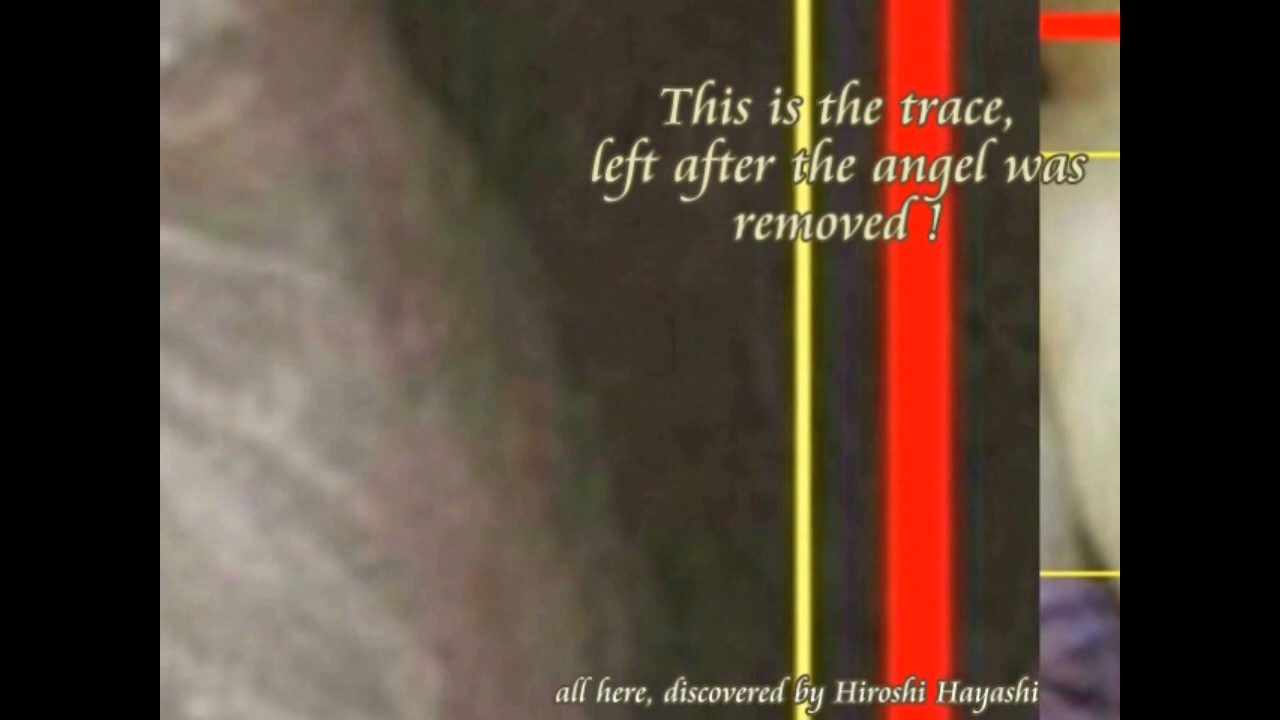 This is the trace,
left after the angel was
removed !
all here, discovered by Hiroshi Hayashi